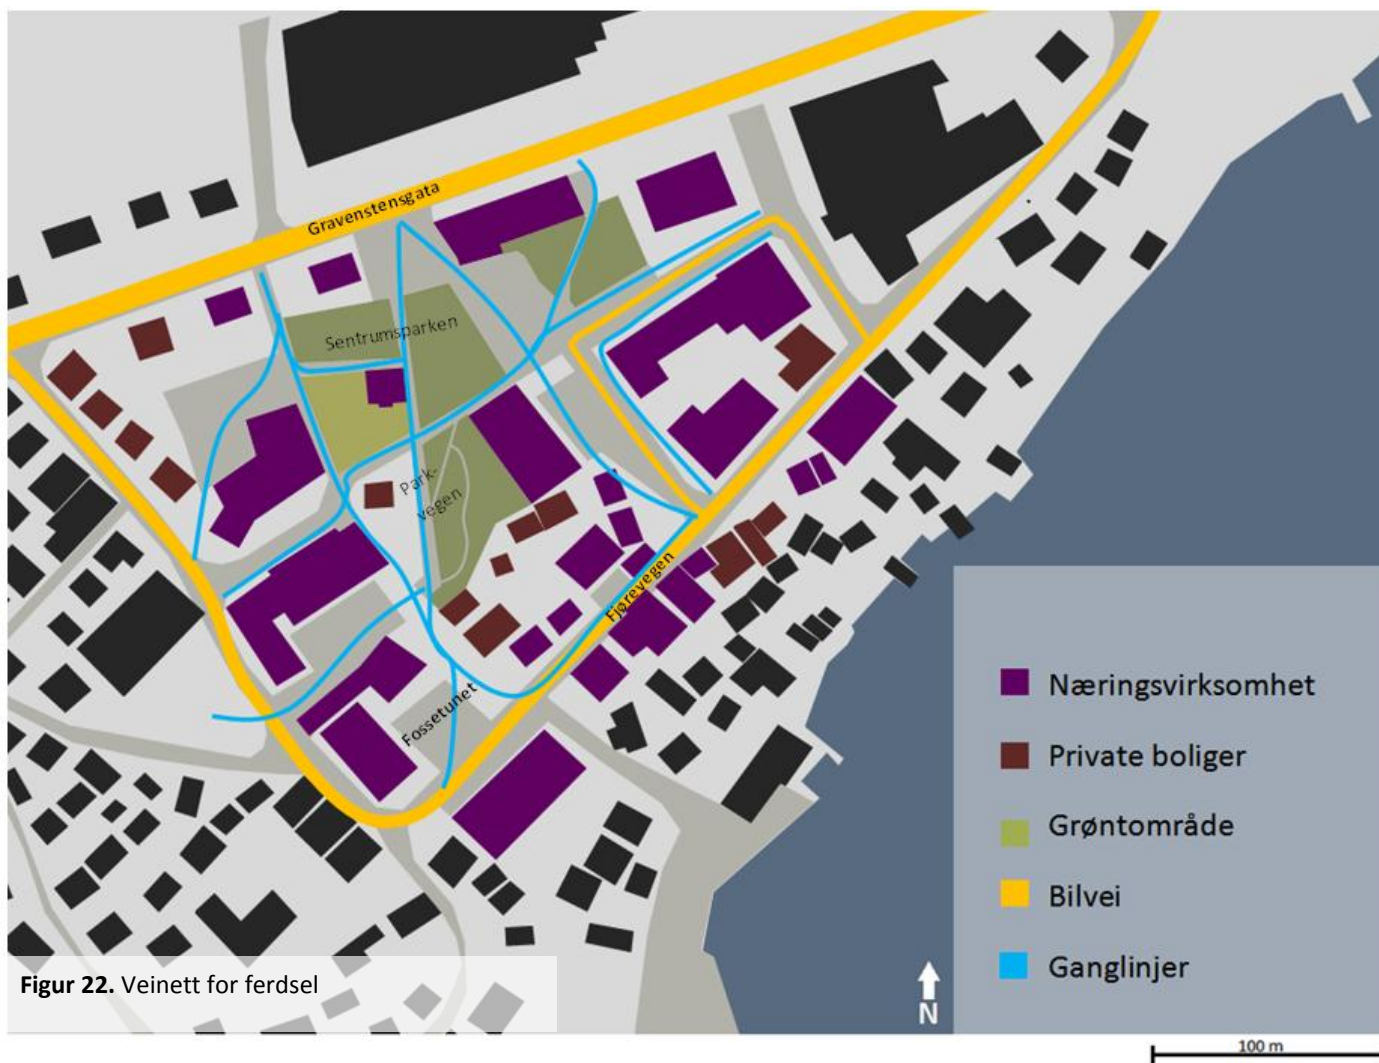 Gravenstensgata
Sentrumsparken
Park-
vegen
Fjørevegen
Fossetunet
Næringsvirksomhet
Private boliger
Grøntområde
Bilvei
Ganglinjer
N
Figur 22. Veinett for ferdsel
100 m